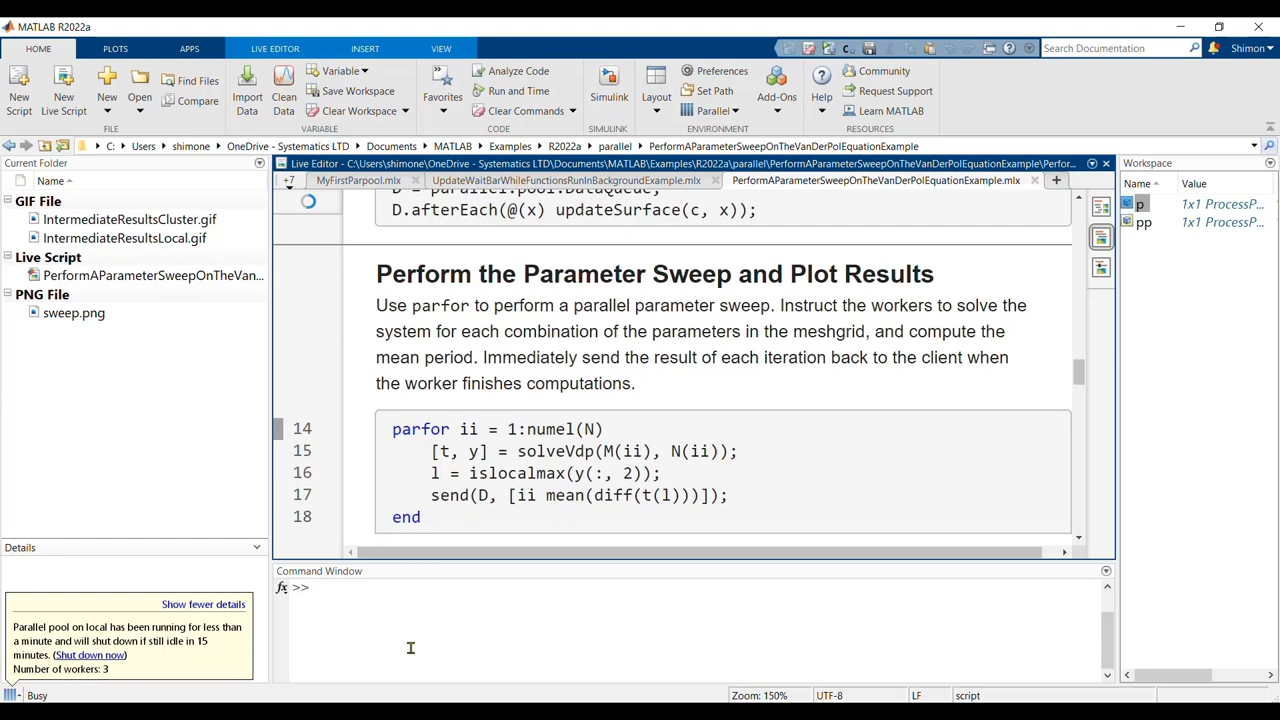 MATLAB R2022a
HOME PLOTS APPS LIVE EDITOR INSERT VIEW Search Documentation Shimon
New Script New Live Script New Open Find Files Compare
FILE
Import Data Clean Data Variable Save Workspace Clear Workspace
VARIABLE
Favorites Analyze Code Run and Time Clear Commands
CODE
Simulink
SIMULINK
Layout Preferences Set Path Parallel Add-Ons
ENVIRONMENT
Help Community Request Support Learn MATLAB
RESOURCES
C: Users shimone OneDrive - Systematics LTD Documents MATLAB Examples R2022a parallel PerformAParameterSweepOnTheVanDerPolEquationExample
Current Folder
Name
GIF File
IntermediateResultsCluster.gif
IntermediateResultsLocal.gif
Live Script
PerformAParameterSweepOnTheVan...
PNG File
sweep.png
Details
Show fewer details
Parallel pool on local has been running for less than
a minute and will shut down if still idle in 15
minutes. (Shut down now)
Number of workers: 3
Live Editor - C:\Users\shimone\OneDrive - Systematics LTD\Documents\MATLAB\Examples\R2022a\parallel\PerformAParameterSweepOnTheVanDerPolEquationExample\Perfor...
+7 MyFirstParpool.mlx UpdateWaitBarWhileFunctionsRunInBackgroundExample.mlx PerformAParameterSweepOnTheVanDerPolEquationExample.mlx
D = parallel.pool.DataQueue;
D.afterEach(@(x) updateSurface(c, x));
Perform the Parameter Sweep and Plot Results
Use parfor to perform a parallel parameter sweep. Instruct the workers to solve the
system for each combination of the parameters in the meshgrid, and compute the
mean period. Immediately send the result of each iteration back to the client when
the worker finishes computations.
14 parfor ii = 1:numel(N)
15 [t, y] = solveVdp(M(ii), N(ii));
16 l = islocalmax(y(:, 2));
17 send(D, [ii mean(diff(t(l)))]);
18 end
Command Window
fx >>
Workspace
Name Value
p 1x1 ProcessP...
pp 1x1 ProcessP...
Busy Zoom: 150% UTF-8 LF script